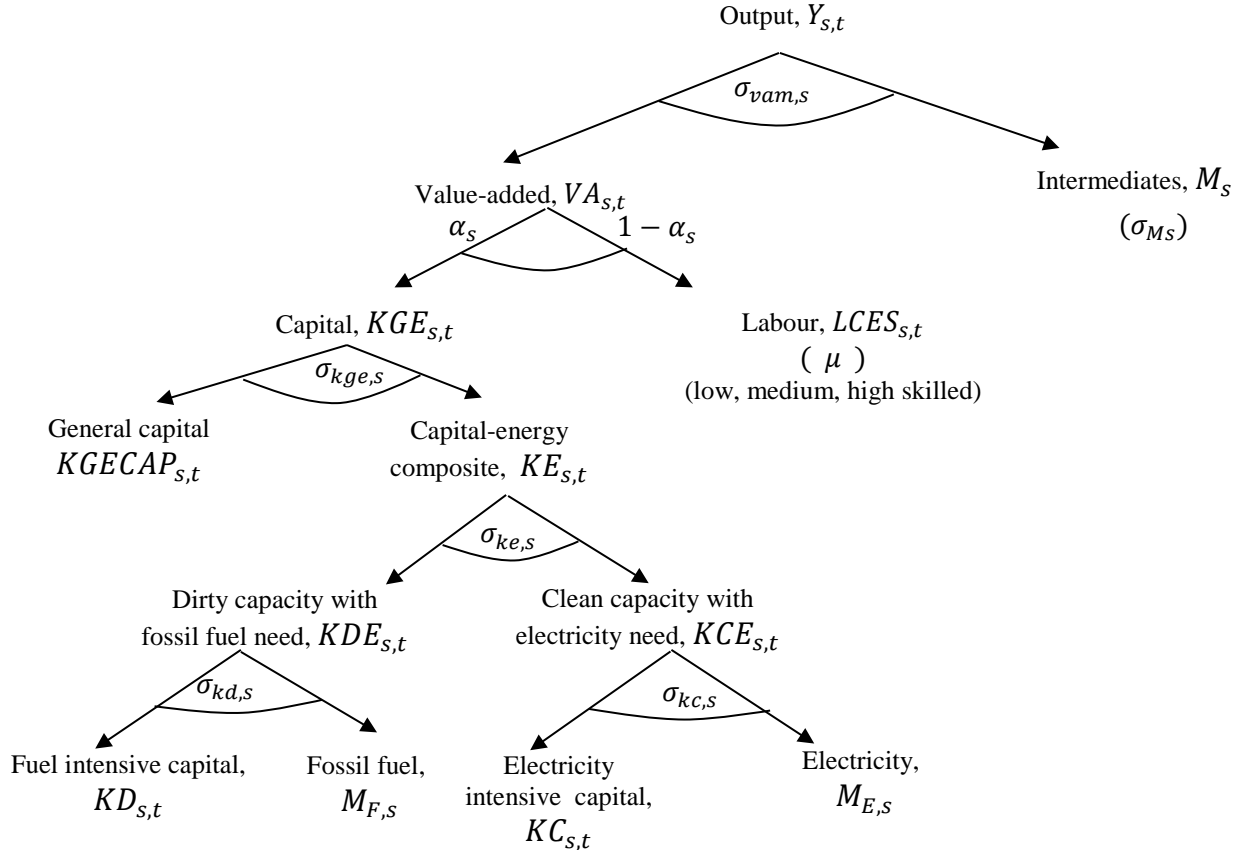 Output, Y_{s,t}
σ_{vam,s}
Value-added, VA_{s,t}
Intermediates, M_s
(σ_{Ms})
α_s
1 − α_s
Capital, KGE_{s,t}
Labour, LCES_{s,t}
( μ )
(low, medium, high skilled)
σ_{kge,s}
General capital
KGECAP_{s,t}
Capital-energy
composite, KE_{s,t}
σ_{ke,s}
Dirty capacity with
fossil fuel need, KDE_{s,t}
Clean capacity with
electricity need, KCE_{s,t}
σ_{kd,s}
σ_{kc,s}
Fuel intensive capital,
KD_{s,t}
Fossil fuel,
M_{F,s}
Electricity
intensive capital,
KC_{s,t}
Electricity,
M_{E,s}